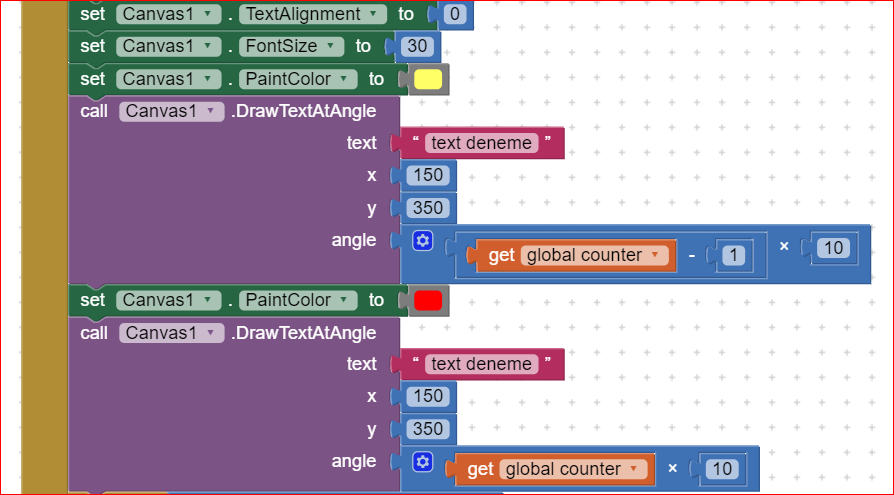 set Canvas1 . TextAlignment to 0
set Canvas1 . FontSize to 30
set Canvas1 . PaintColor to
call Canvas1 .DrawTextAtAngle
text “ text deneme ”
x 150
y 350
angle get global counter - 1 × 10
set Canvas1 . PaintColor to
call Canvas1 .DrawTextAtAngle
text “ text deneme ”
x 150
y 350
angle get global counter × 10